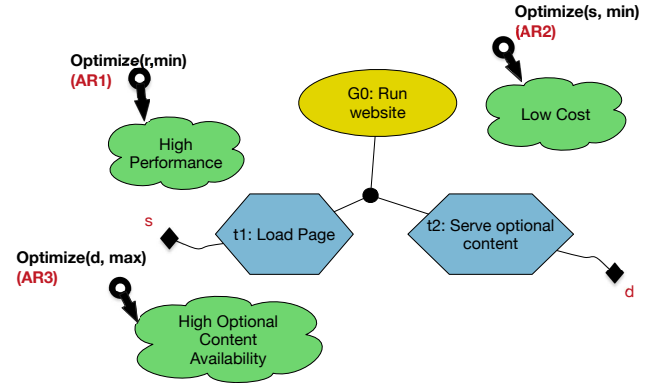 Optimize(s, min)
(AR2)
Optimize(r,min)
(AR1)
G0: Run
website
Low Cost
High
Performance
s
t1: Load Page
t2: Serve optional
content
Optimize(d, max)
(AR3)
d
High Optional
Content
Availability